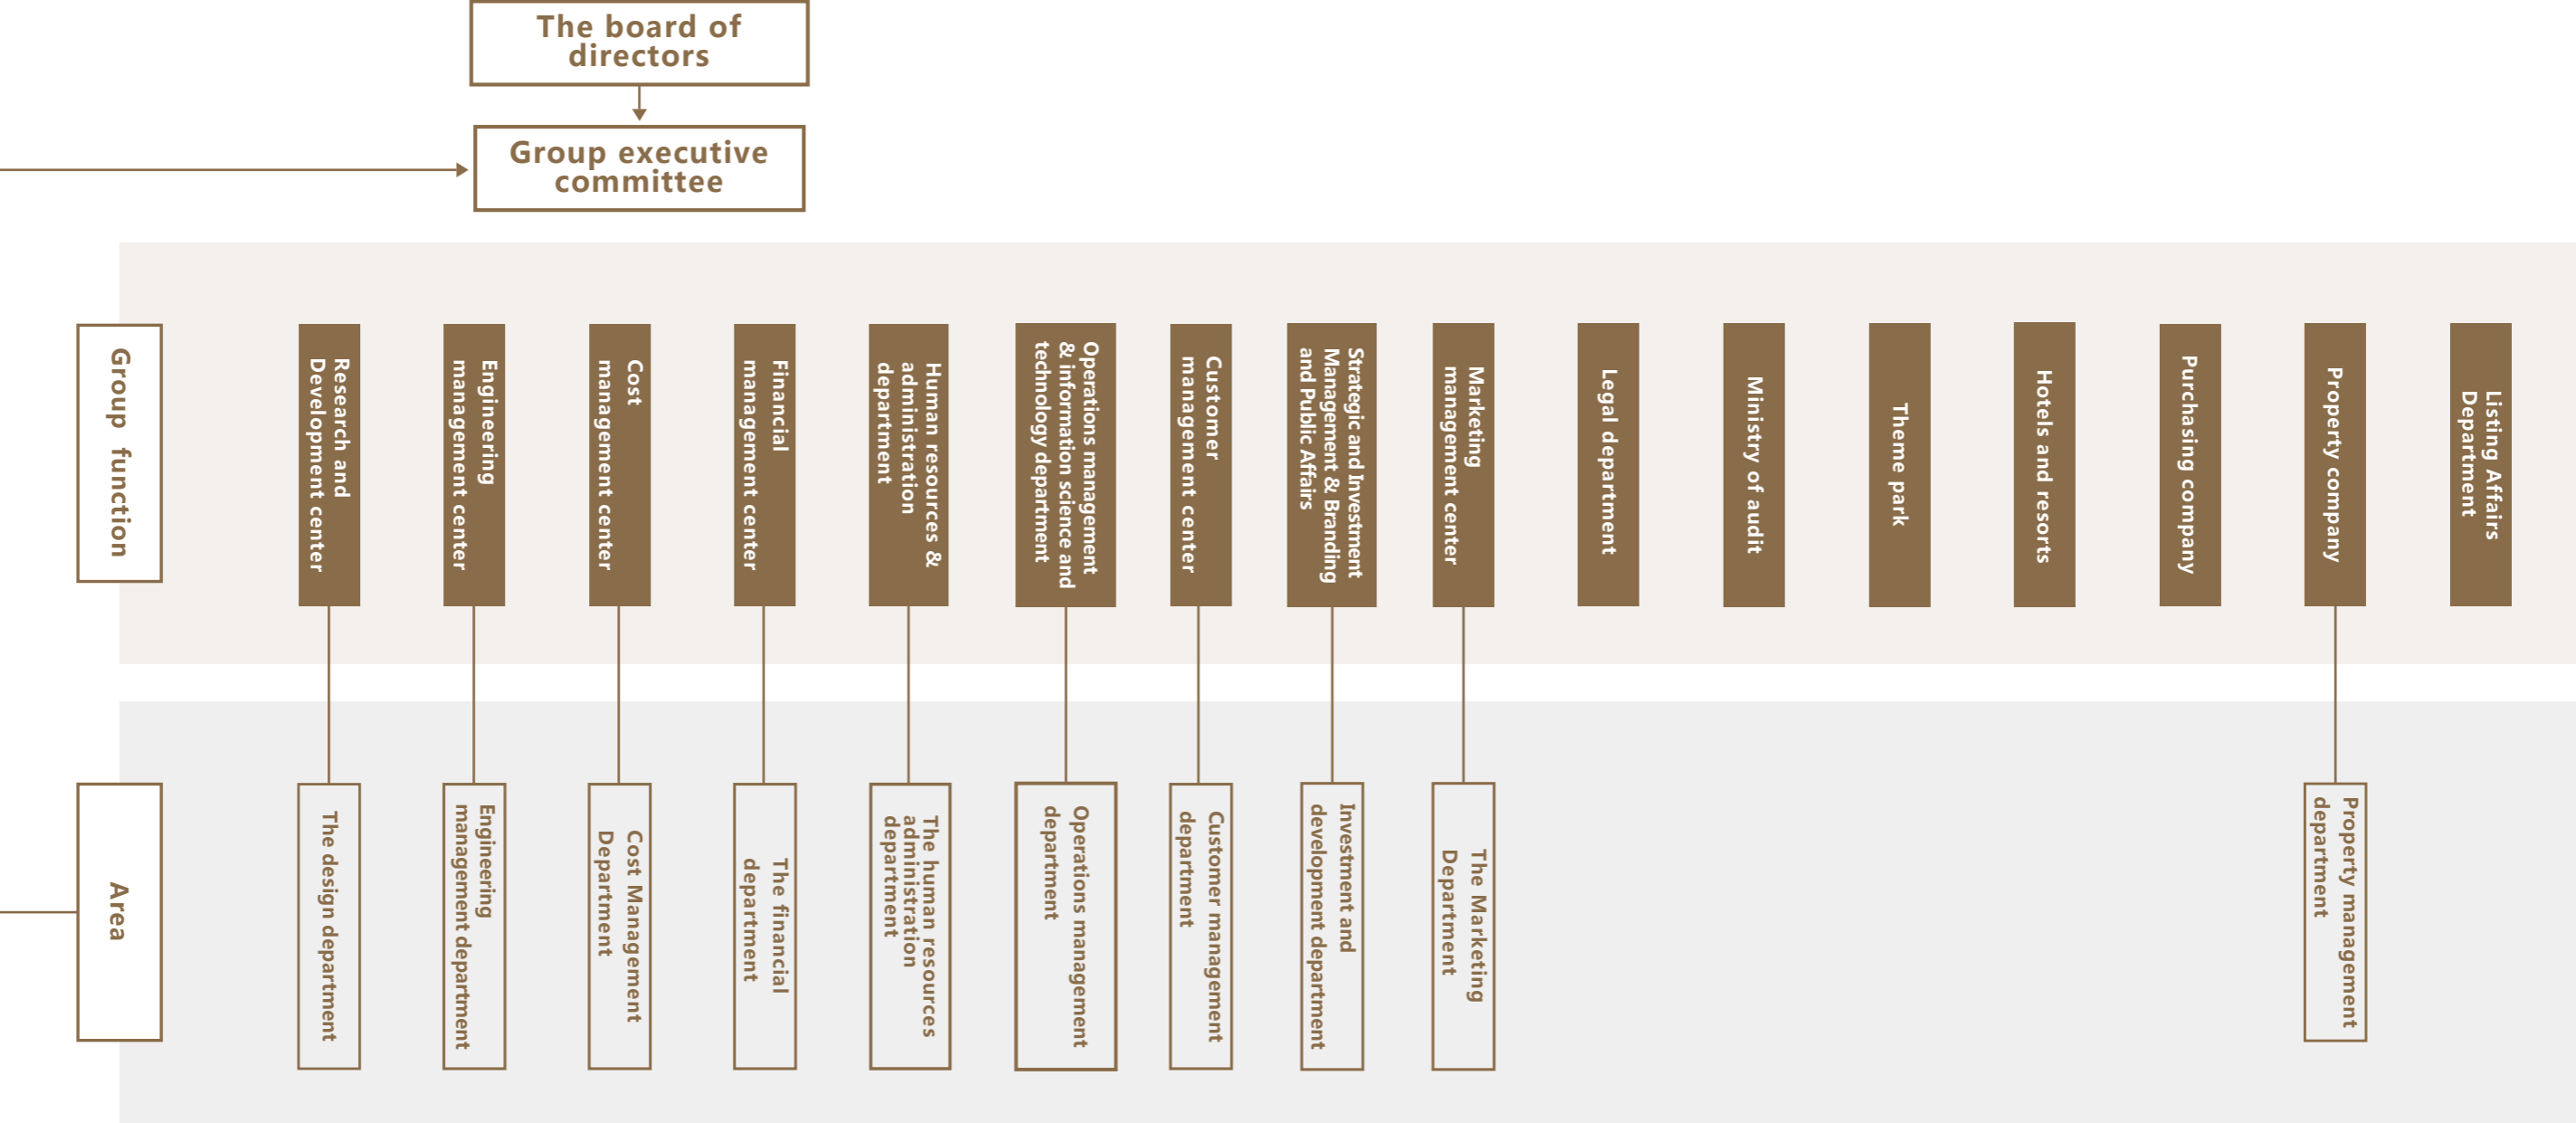 The board of
directors
Group executive
committee
Group function
Research and
Development center
Engineering
management center
Cost
management center
Financial
management center
Human resources &
administration
department
Operations management
& information science and
technology department
Customer
management center
Strategic and Investment
Management & Branding
and Public Affairs
Marketing
management center
Legal department
Ministry of audit
Theme park
Hotels and resorts
Purchasing company
Property company
Listing Affairs
Department
Area
The design department
Engineering
management department
Cost Management
Department
The financial
department
The human resources
administration
department
Operations management
department
Customer management
department
Investment and
development department
The Marketing
Department
Property management
department